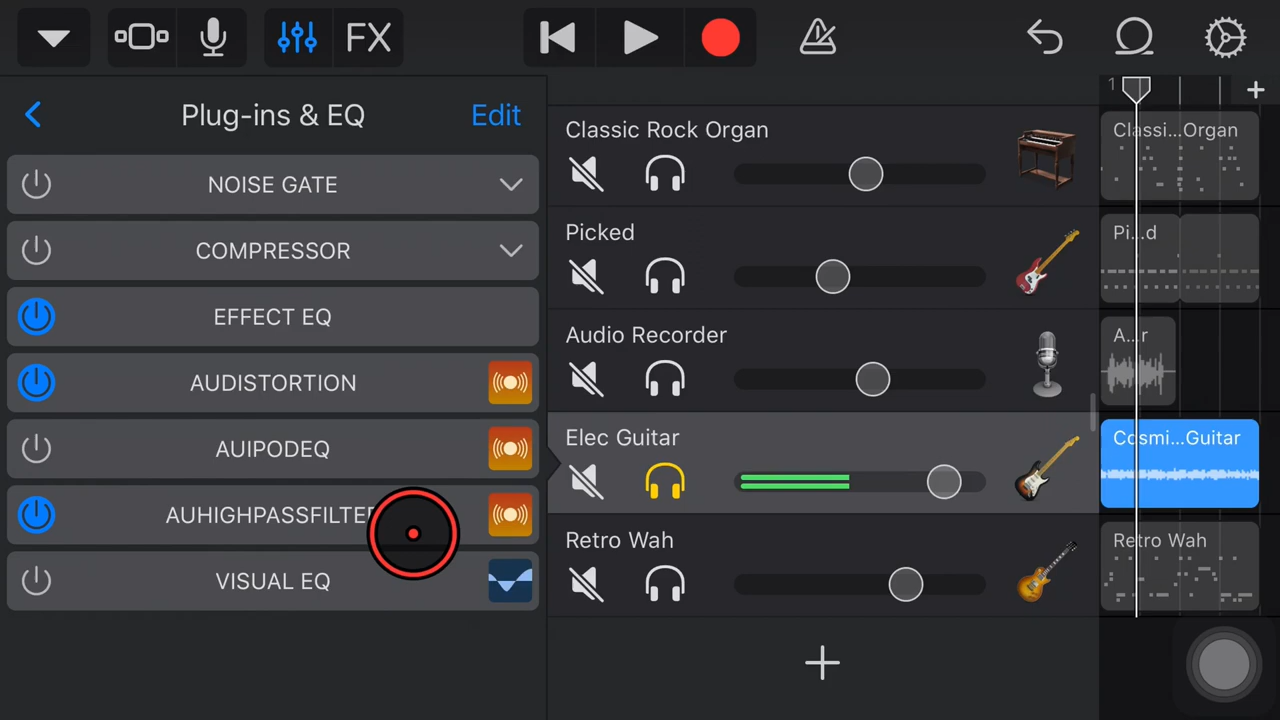 FX
Plug-ins & EQ
Edit
NOISE GATE
COMPRESSOR
EFFECT EQ
AUDISTORTION
AUIPODEQ
AUHIGHPASSFILTER
VISUAL EQ
Classic Rock Organ
Picked
Audio Recorder
Elec Guitar
Retro Wah
1
Classi...Organ
Pi...d
A...r
Cosmi...Guitar
Retro Wah